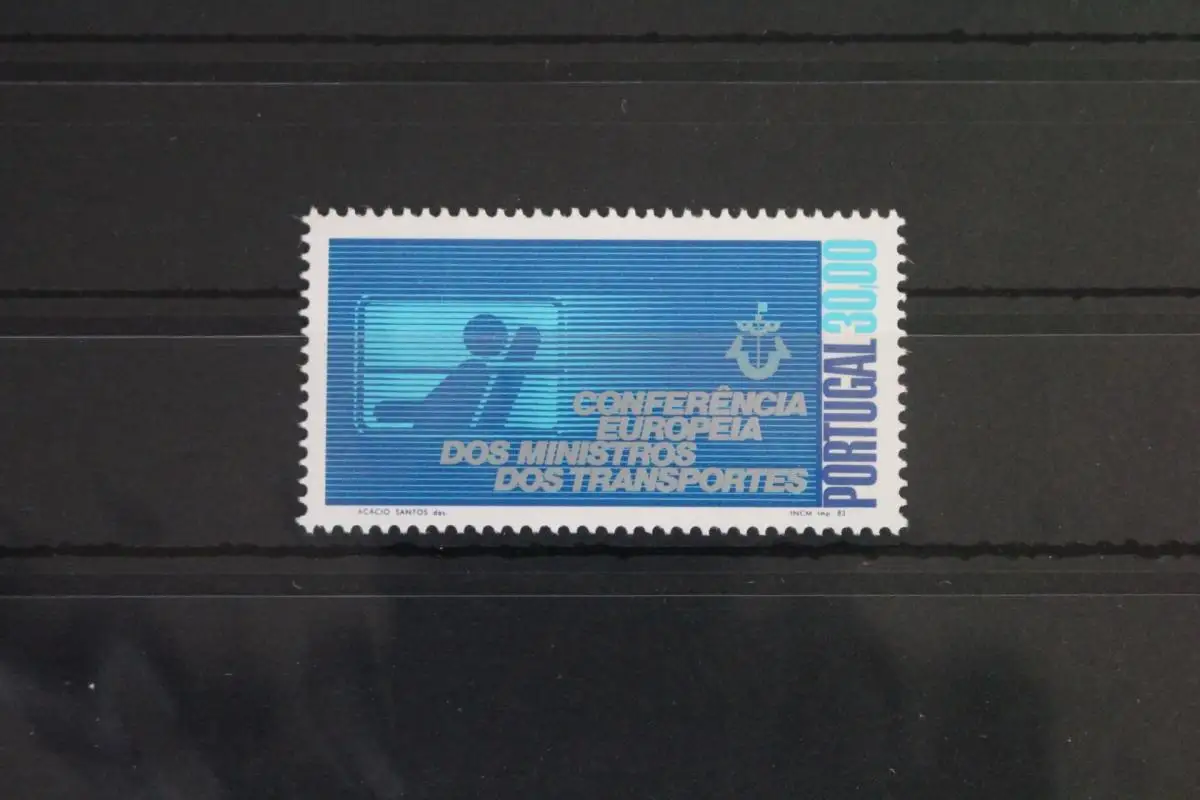 CONFERÊNCIA
EUROPEIA
DOS MINISTROS
DOS TRANSPORTES
PORTUGAL 30.00
ACÁCIO SANTOS des.
INCM imp 83